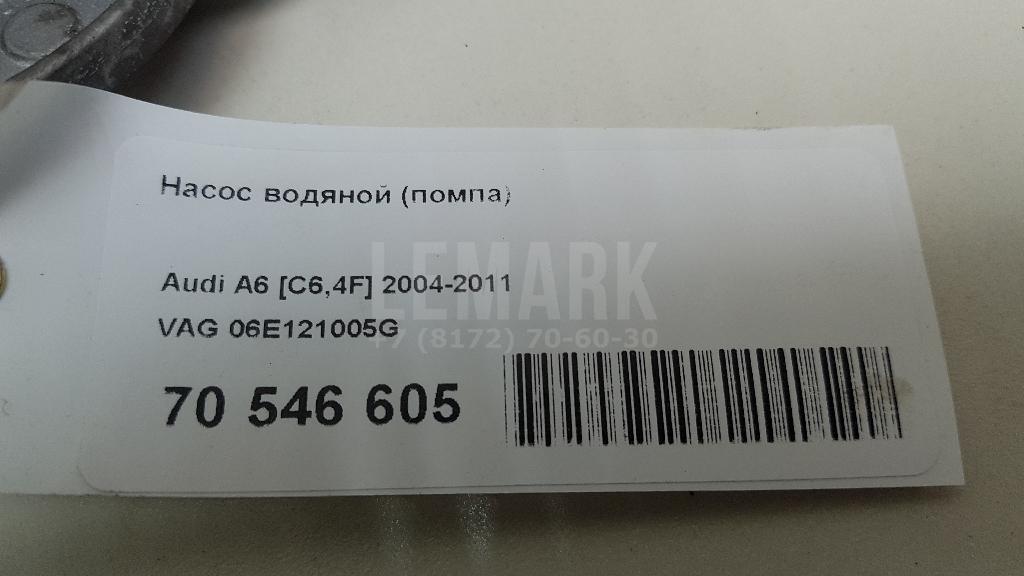 Насос водяной (помпа)
LEMARK
Audi A6 [C6,4F] 2004-2011
VAG 06E121005G
+7 (8172) 70-60-30
70 546 605